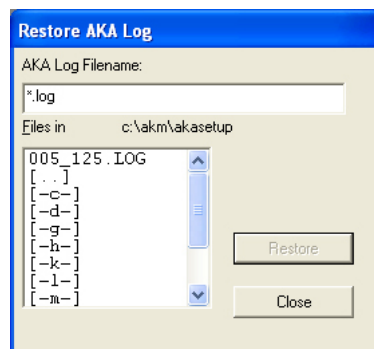 Restore AKA Log
AKA Log Filename:
*.log
Files in c:\akm\akasetup
005_125.LOG
[..]
[-c-]
[-d-]
[-g-]
[-h-]
[-k-]
[-l-]
[-m-]
Restore
Close